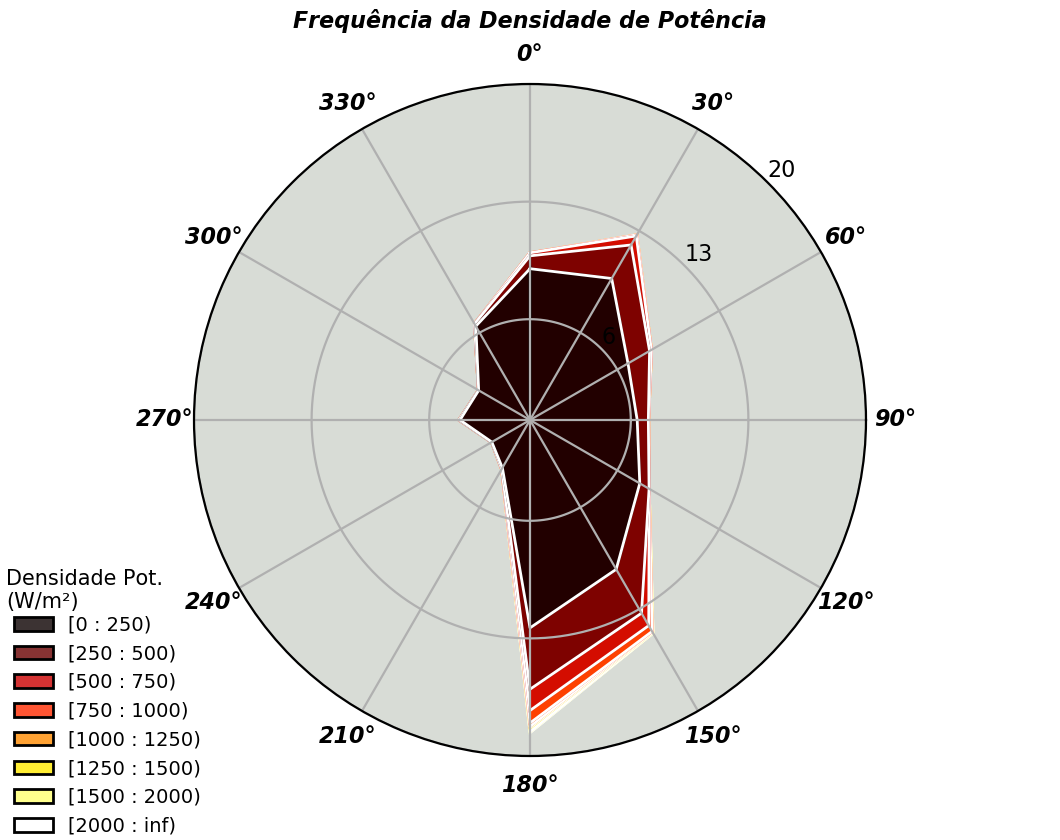 Frequência da Densidade de Potência
0°
330°
30°
20
300°
60°
13
6
270°
90°
240°
120°
210°
150°
180°
Densidade Pot.
(W/m²)
[0 : 250)
[250 : 500)
[500 : 750)
[750 : 1000)
[1000 : 1250)
[1250 : 1500)
[1500 : 2000)
[2000 : inf)